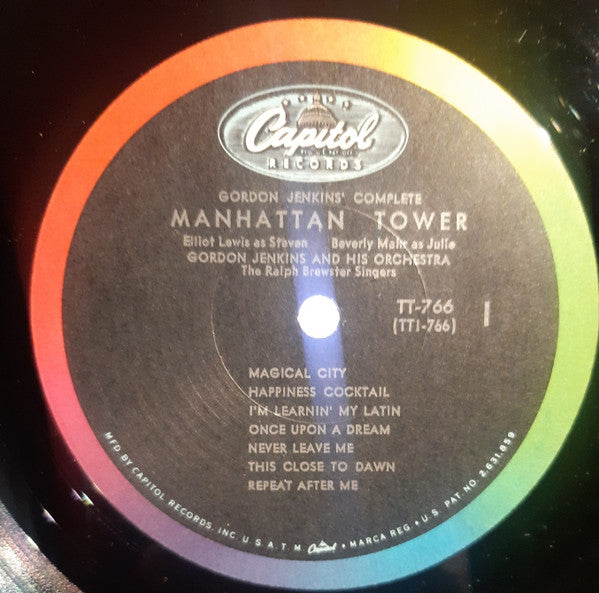 Capitol
RECORDS
GORDON JENKINS' COMPLETE
MANHATTAN TOWER
Elliot Lewis as Steven Beverly Mahr as Julie
GORDON JENKINS AND HIS ORCHESTRA
The Ralph Brewster Singers
TT-766
(TT1-766)
1
MAGICAL CITY
HAPPINESS COCKTAIL
I'M LEARNIN' MY LATIN
ONCE UPON A DREAM
NEVER LEAVE ME
THIS CLOSE TO DAWN
REPEAT AFTER ME
MFD BY CAPITOL RECORDS, INC U.S.A. T.M. Capitol • MARCA REG • U.S. PAT NO. 2,631,859